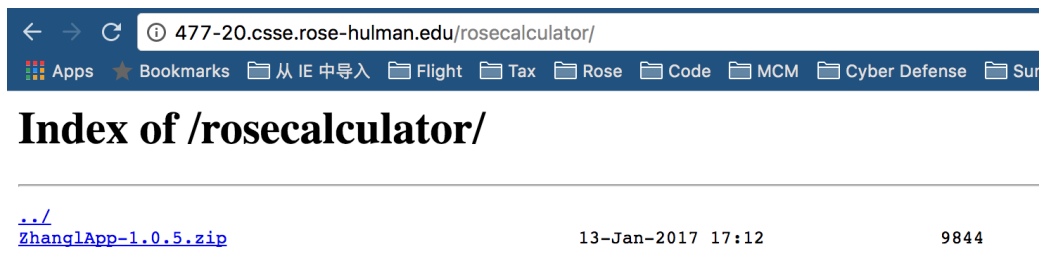 477-20.csse.rose-hulman.edu/rosecalculator/
Apps Bookmarks 从 IE 中导入 Flight Tax Rose Code MCM Cyber Defense Sur
Index of /rosecalculator/
../
ZhanglApp-1.0.5.zip 13-Jan-2017 17:12 9844